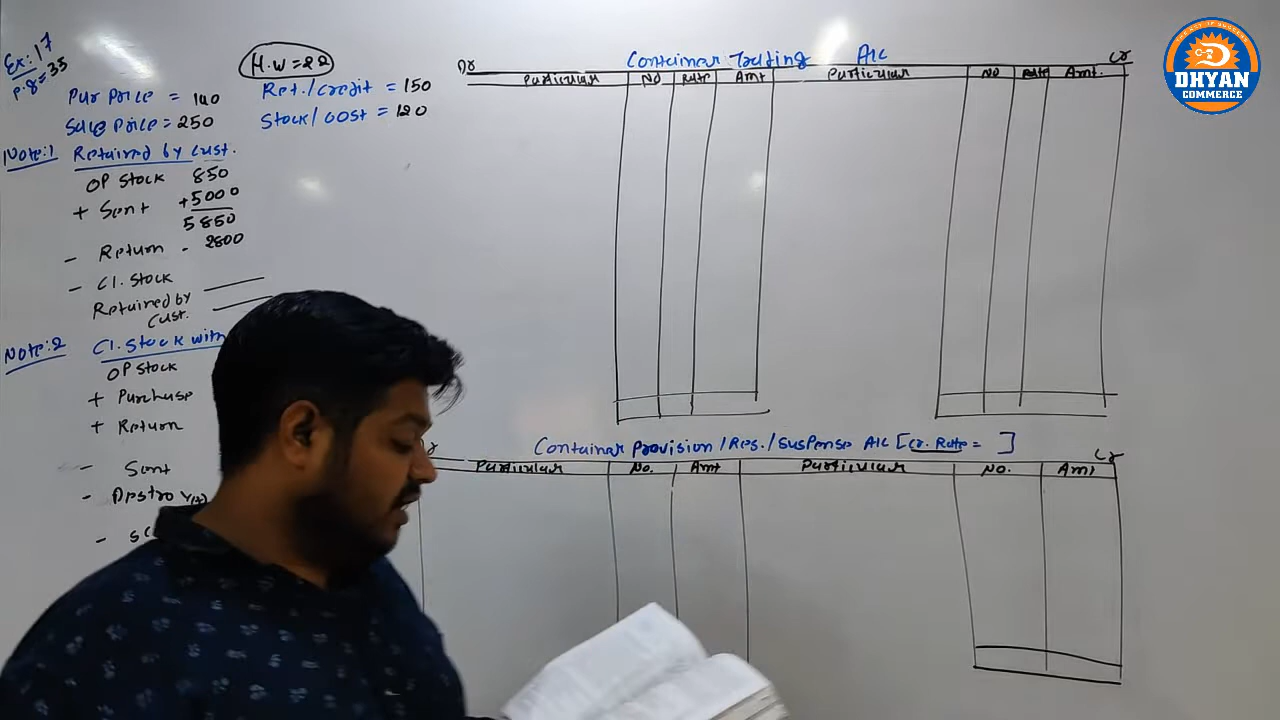 Ex: 17
P.8=35
H.W=22
Pur Price = 140
Sale Price = 250
Ret./credit = 150
Stock/cost = 120
Note:1 Retained by cust.
OP Stock 850
+ Sent +5000
5850
- Return - 2800
- Cl. Stock
Retained by
Cust.
Note:2 Cl. Stock with
OP Stock
+ Purchase
+ Return
- Sent
- Destroy
- Sc
Dr Container Trading A/c Cr
Particular No Rate Amt Particular No Rate Amt.
Container Provision/Res./Suspense A/c [Cr. Rate = ] Cr
Particular No. Amt Particular No. Amt
DHYAN
COMMERCE